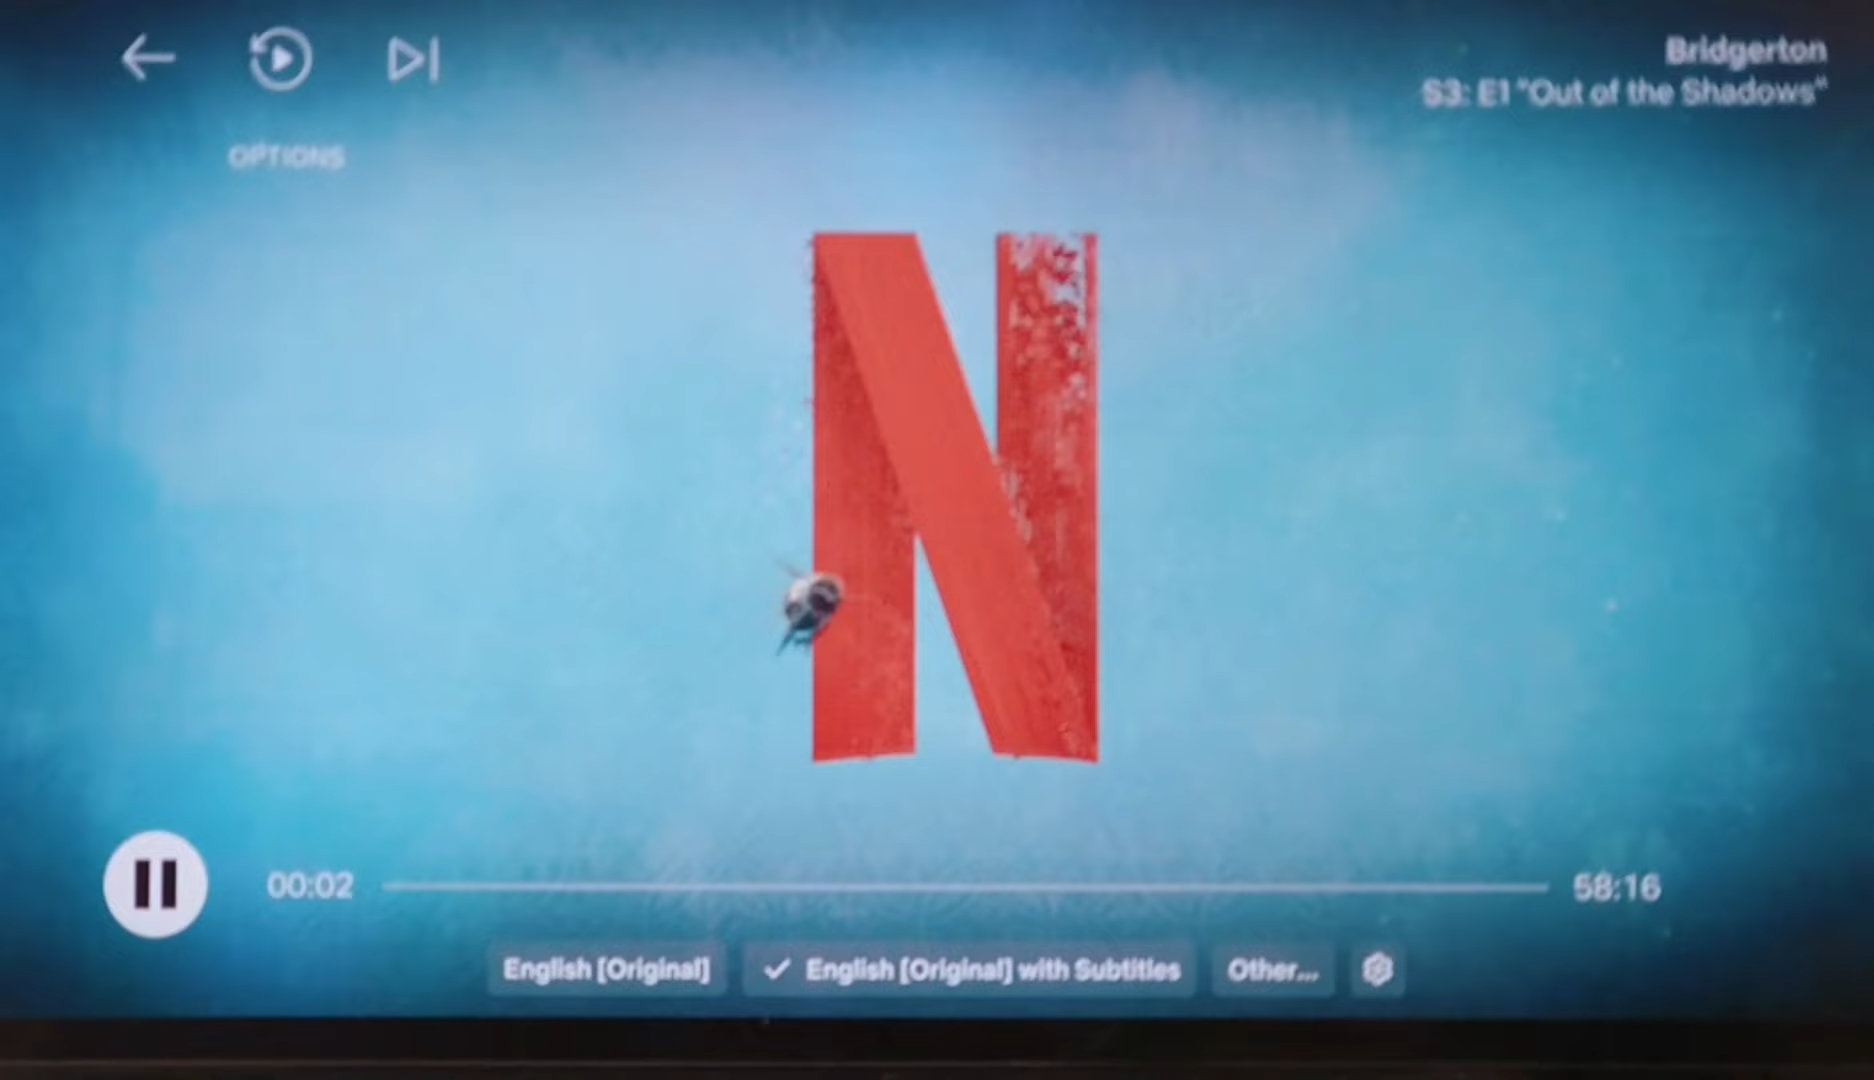 Bridgerton
S3: E1 "Out of the Shadows"
OPTIONS
N
00:02
58:16
English [Original]
✓ English [Original] with Subtitles
Other...